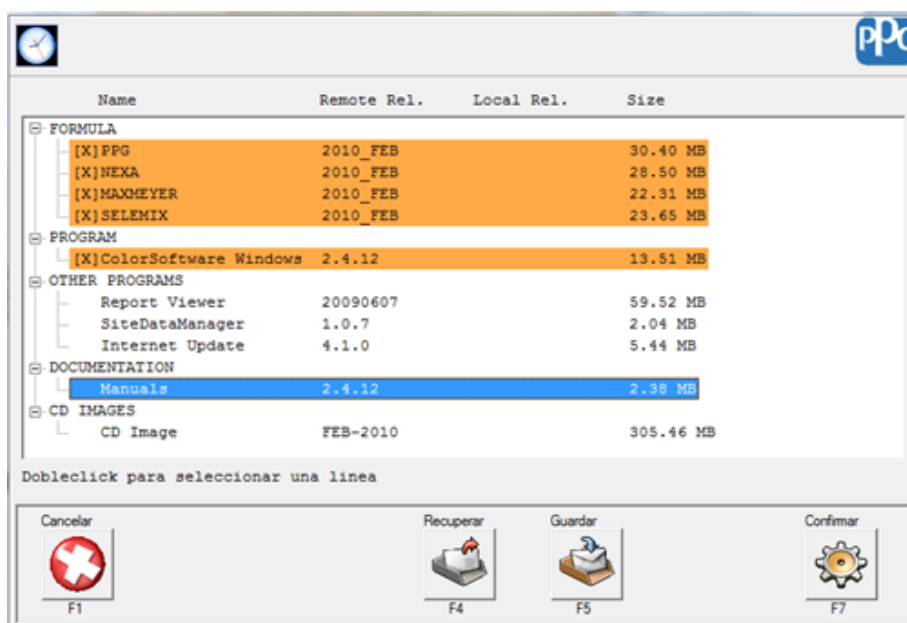 PPG
Name Remote Rel. Local Rel. Size
FORMULA
[X]PPG 2010_FEB 30.40 MB
[X]NEXA 2010_FEB 28.50 MB
[X]MAXMEYER 2010_FEB 22.31 MB
[X]SELEMIX 2010_FEB 23.65 MB
PROGRAM
[X]ColorSoftware Windows 2.4.12 13.51 MB
OTHER PROGRAMS
Report Viewer 20090607 59.52 MB
SiteDataManager 1.0.7 2.04 MB
Internet Update 4.1.0 5.44 MB
DOCUMENTATION
Manuals 2.4.12 2.38 MB
CD IMAGES
CD Image FEB-2010 305.46 MB
Dobleclick para seleccionar una linea
Cancelar Recuperar Guardar Confirmar
F1 F4 F5 F7